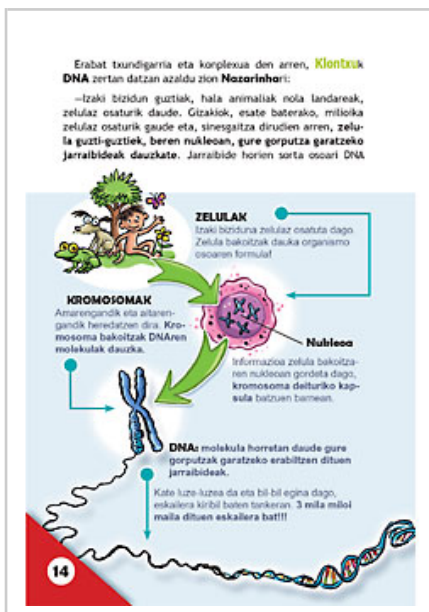 Erabat txundigarria eta konplexua den arren, Klontxuk
DNA zertan datzan azaldu zion Nazarinhari:
—Izaki bizidun guztiak, hala animaliak nola landareak,
zelulaz osaturik daude. Gizakiok, esate baterako, milioika
zelulaz osaturik gaude eta, sinesgaitza dirudien arren, zelu-
la guzti-guztiek, beren nukleoan, gure gorputza garatzeko
jarraibideak dauzkate. Jarraibide horien sorta osoari DNA
ZELULAK
Izaki biziduna zelulaz osatuta dago.
Zelula bakoitzak dauka organismo
osoaren formula!
KROMOSOMAK
Amarengandik eta aitaren-
gandik heredatzen dira. Kro-
mosoma bakoitzak DNAren
molekulak dauzka.
Nukleoa
Informazioa zelula bakoitza-
ren nukleoan gordeta dago,
kromosoma deituriko kap-
sula batzuen barnean.
DNA: molekula horretan daude gure
gorputzak garatzeko erabiltzen dituen
jarraibideak.
Kate luze-luzea da eta bil-bil egina dago,
eskailera kiribil baten tankeran. 3 mila miloi
maila dituen eskailera bat!!!
14